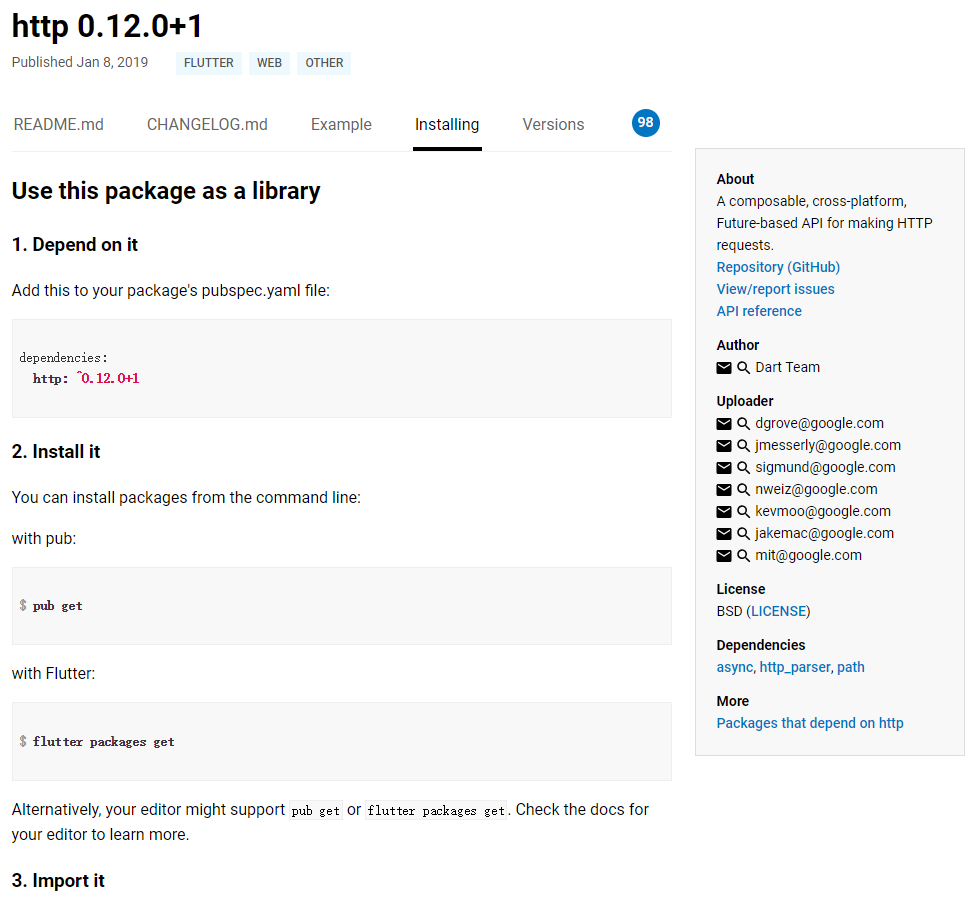 http 0.12.0+1
Published Jan 8, 2019 FLUTTER WEB OTHER
README.md CHANGELOG.md Example Installing Versions 98
Use this package as a library
1. Depend on it
Add this to your package's pubspec.yaml file:
dependencies:
  http: ^0.12.0+1
2. Install it
You can install packages from the command line:
with pub:
$ pub get
with Flutter:
$ flutter packages get
Alternatively, your editor might support pub get or flutter packages get. Check the docs for
your editor to learn more.
3. Import it
About
A composable, cross-platform,
Future-based API for making HTTP
requests.
Repository (GitHub)
View/report issues
API reference
Author
Dart Team
Uploader
dgrove@google.com
jmesserly@google.com
sigmund@google.com
nweiz@google.com
kevmoo@google.com
jakemac@google.com
mit@google.com
License
BSD (LICENSE)
Dependencies
async, http_parser, path
More
Packages that depend on http